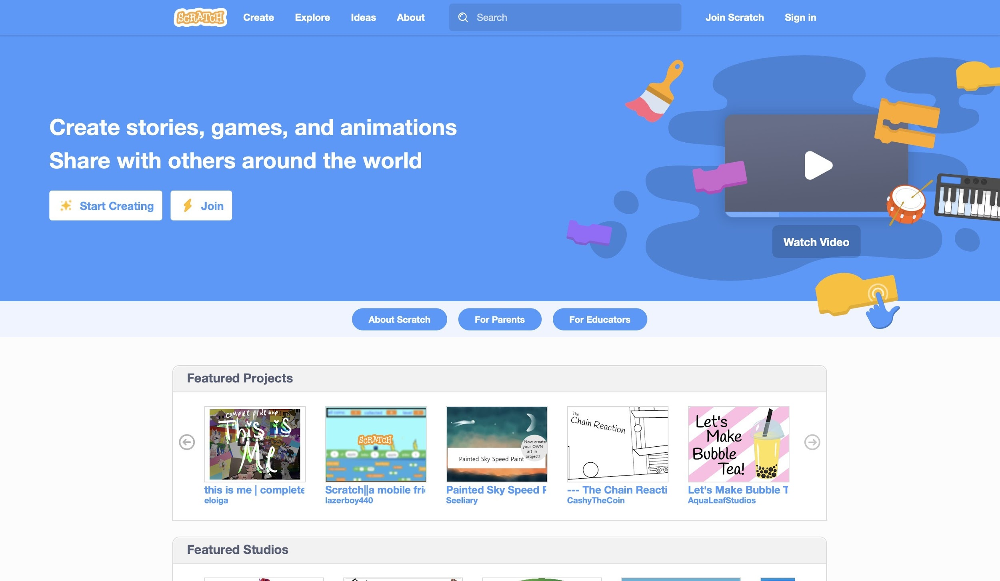 SCRATCH
Create
Explore
Ideas
About
Search
Join Scratch
Sign in
Create stories, games, and animations
Share with others around the world
Start Creating
Join
Watch Video
About Scratch
For Parents
For Educators
Featured Projects
complee pride map
This is
Me
this is me | complete
eloiga
collected
level
SCRATCH
Scratch||a mobile fri
lazerboy440
Now create
your OWN
art in
project!
Painted Sky Speed Paint
Painted Sky Speed P
Seeliary
The
Chain Reaction
--- The Chain Reacti
CashyTheCoin
Let's
Make
Bubble
Tea!
Let's Make Bubble T
AquaLeafStudios
Featured Studios